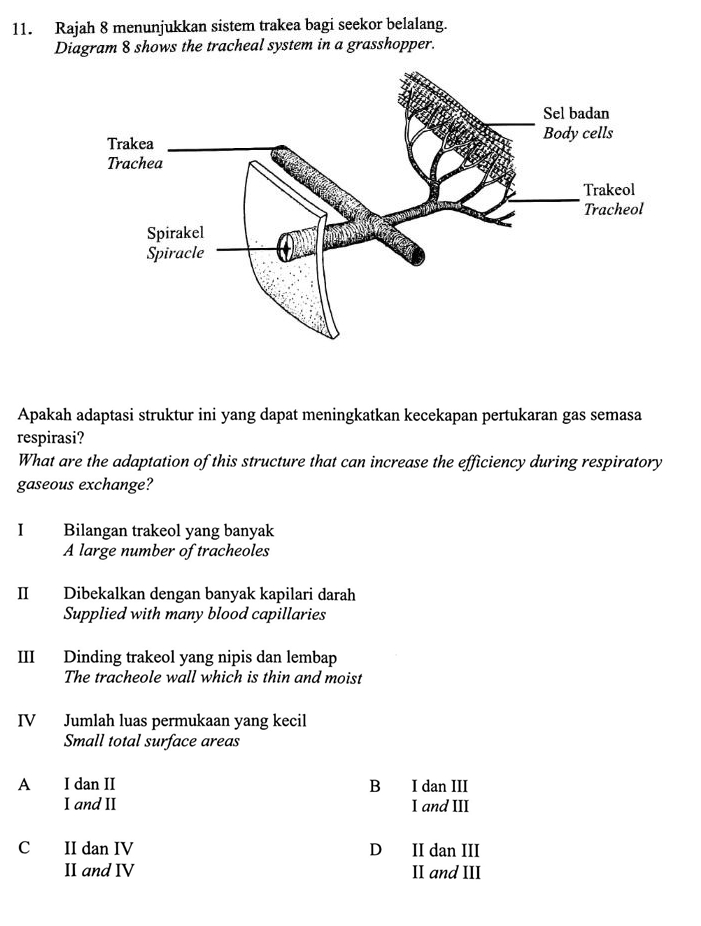 11. Rajah 8 menunjukkan sistem trakea bagi seekor belalang.
Diagram 8 shows the tracheal system in a grasshopper.
Sel badan
Body cells
Trakea
Trachea
Trakeol
Tracheol
Spirakel
Spiracle
Apakah adaptasi struktur ini yang dapat meningkatkan kecekapan pertukaran gas semasa
respirasi?
What are the adaptation of this structure that can increase the efficiency during respiratory
gaseous exchange?
I Bilangan trakeol yang banyak
A large number of tracheoles
II Dibekalkan dengan banyak kapilari darah
Supplied with many blood capillaries
III Dinding trakeol yang nipis dan lembap
The tracheole wall which is thin and moist
IV Jumlah luas permukaan yang kecil
Small total surface areas
A I dan II
I and II
B I dan III
I and III
C II dan IV
II and IV
D II dan III
II and III